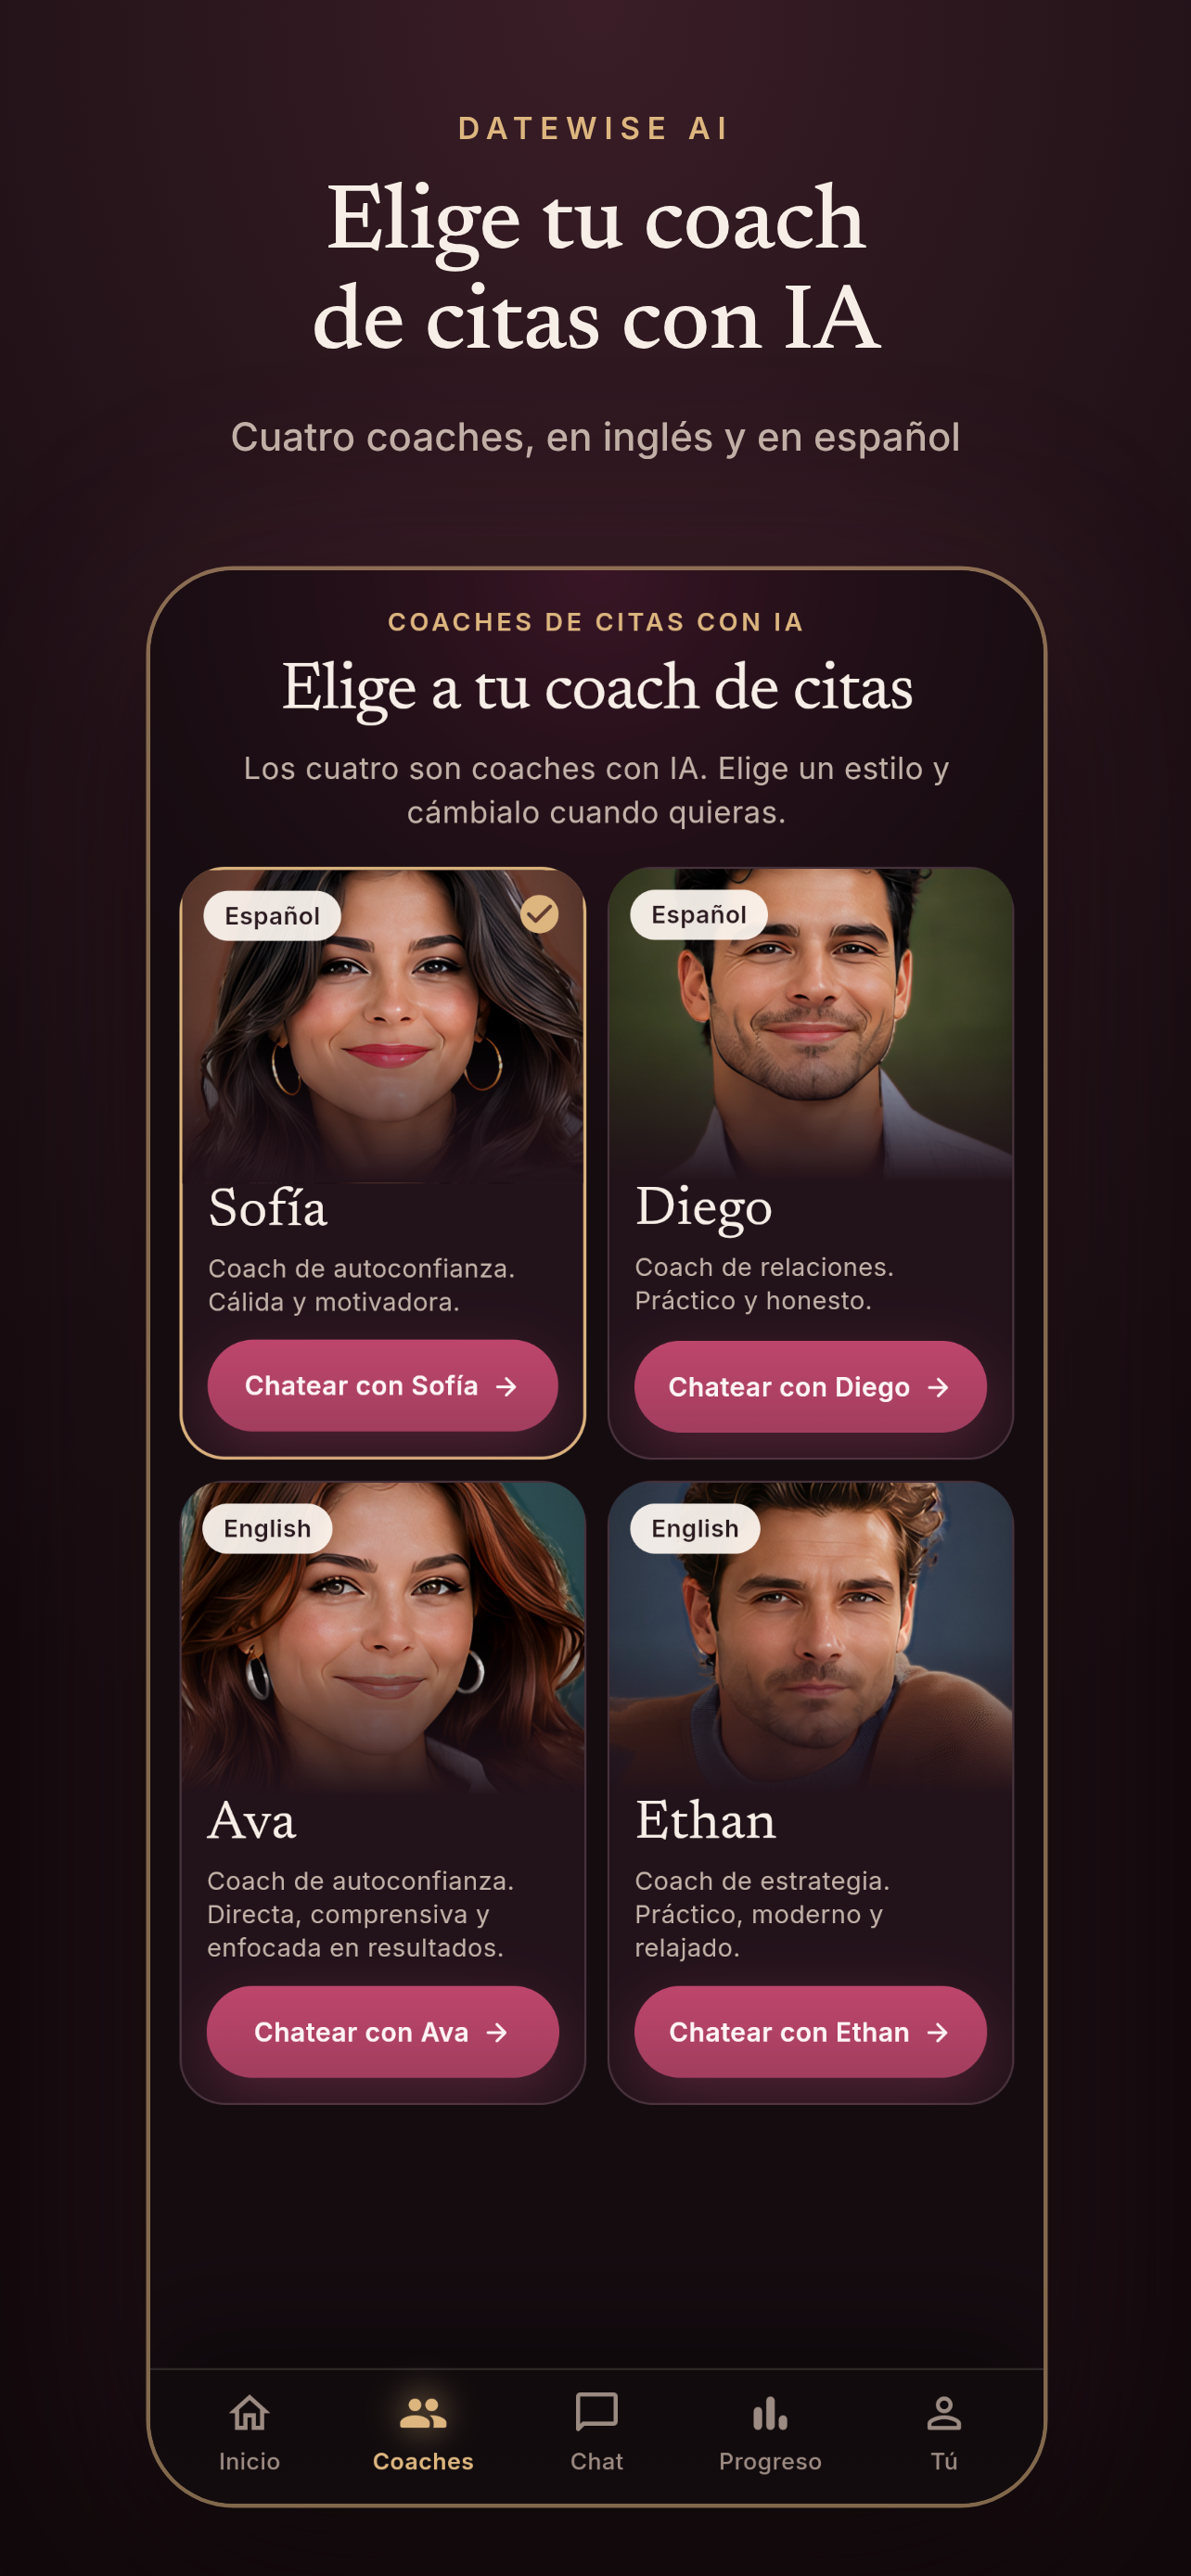 DATEWISE AI
Elige tu coach
de citas con IA
Cuatro coaches, en inglés y en español
COACHES DE CITAS CON IA
Elige a tu coach de citas
Los cuatro son coaches con IA. Elige un estilo y
cámbialo cuando quieras.
Español
Sofía
Coach de autoconfianza.
Cálida y motivadora.
Chatear con Sofía →
Español
Diego
Coach de relaciones.
Práctico y honesto.
Chatear con Diego →
English
Ava
Coach de autoconfianza.
Directa, comprensiva y
enfocada en resultados.
Chatear con Ava →
English
Ethan
Coach de estrategia.
Práctico, moderno y
relajado.
Chatear con Ethan →
Inicio
Coaches
Chat
Progreso
Tú